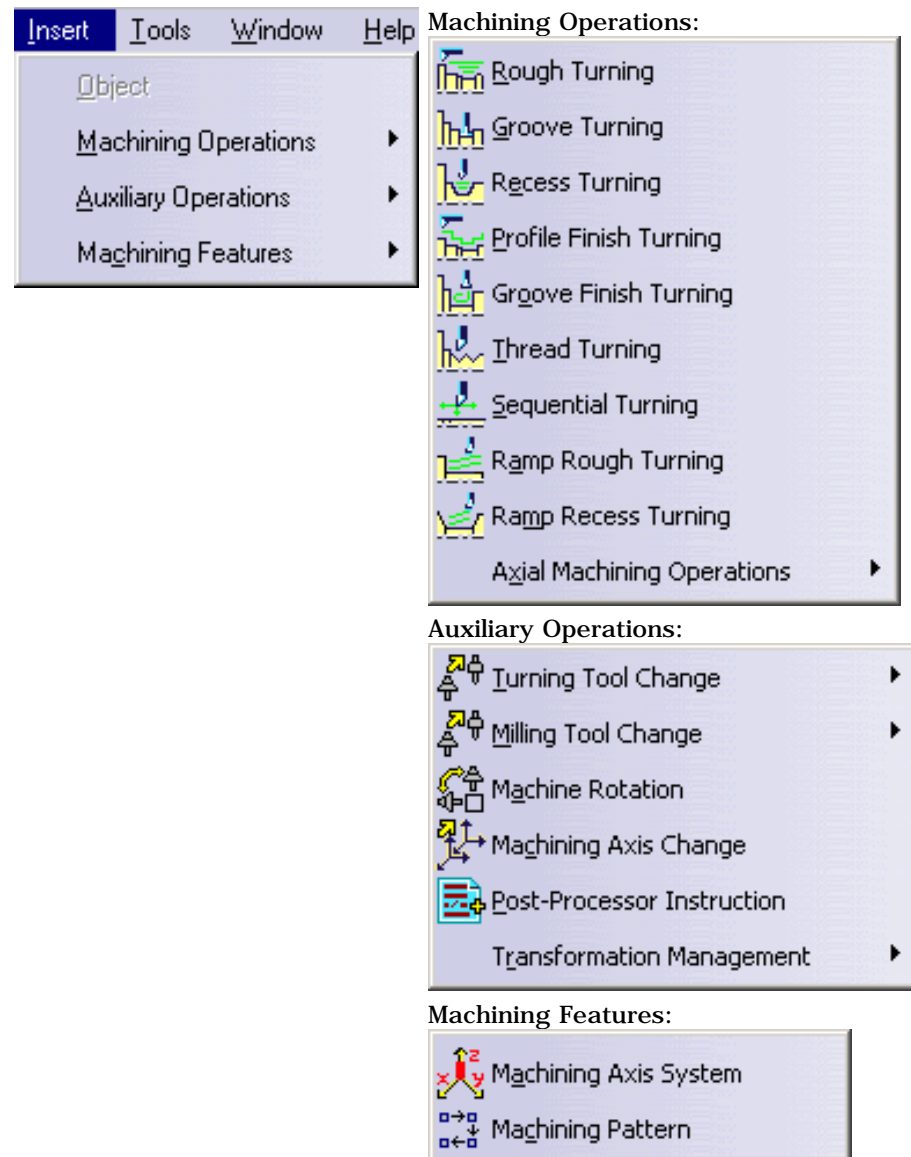 Insert Tools Window Help
Object
Machining Operations
Auxiliary Operations
Machining Features
Machining Operations:
Rough Turning
Groove Turning
Recess Turning
Profile Finish Turning
Groove Finish Turning
Thread Turning
Sequential Turning
Ramp Rough Turning
Ramp Recess Turning
Axial Machining Operations
Auxiliary Operations:
Turning Tool Change
Milling Tool Change
Machine Rotation
Machining Axis Change
Post-Processor Instruction
Transformation Management
Machining Features:
x z y Machining Axis System
Machining Pattern